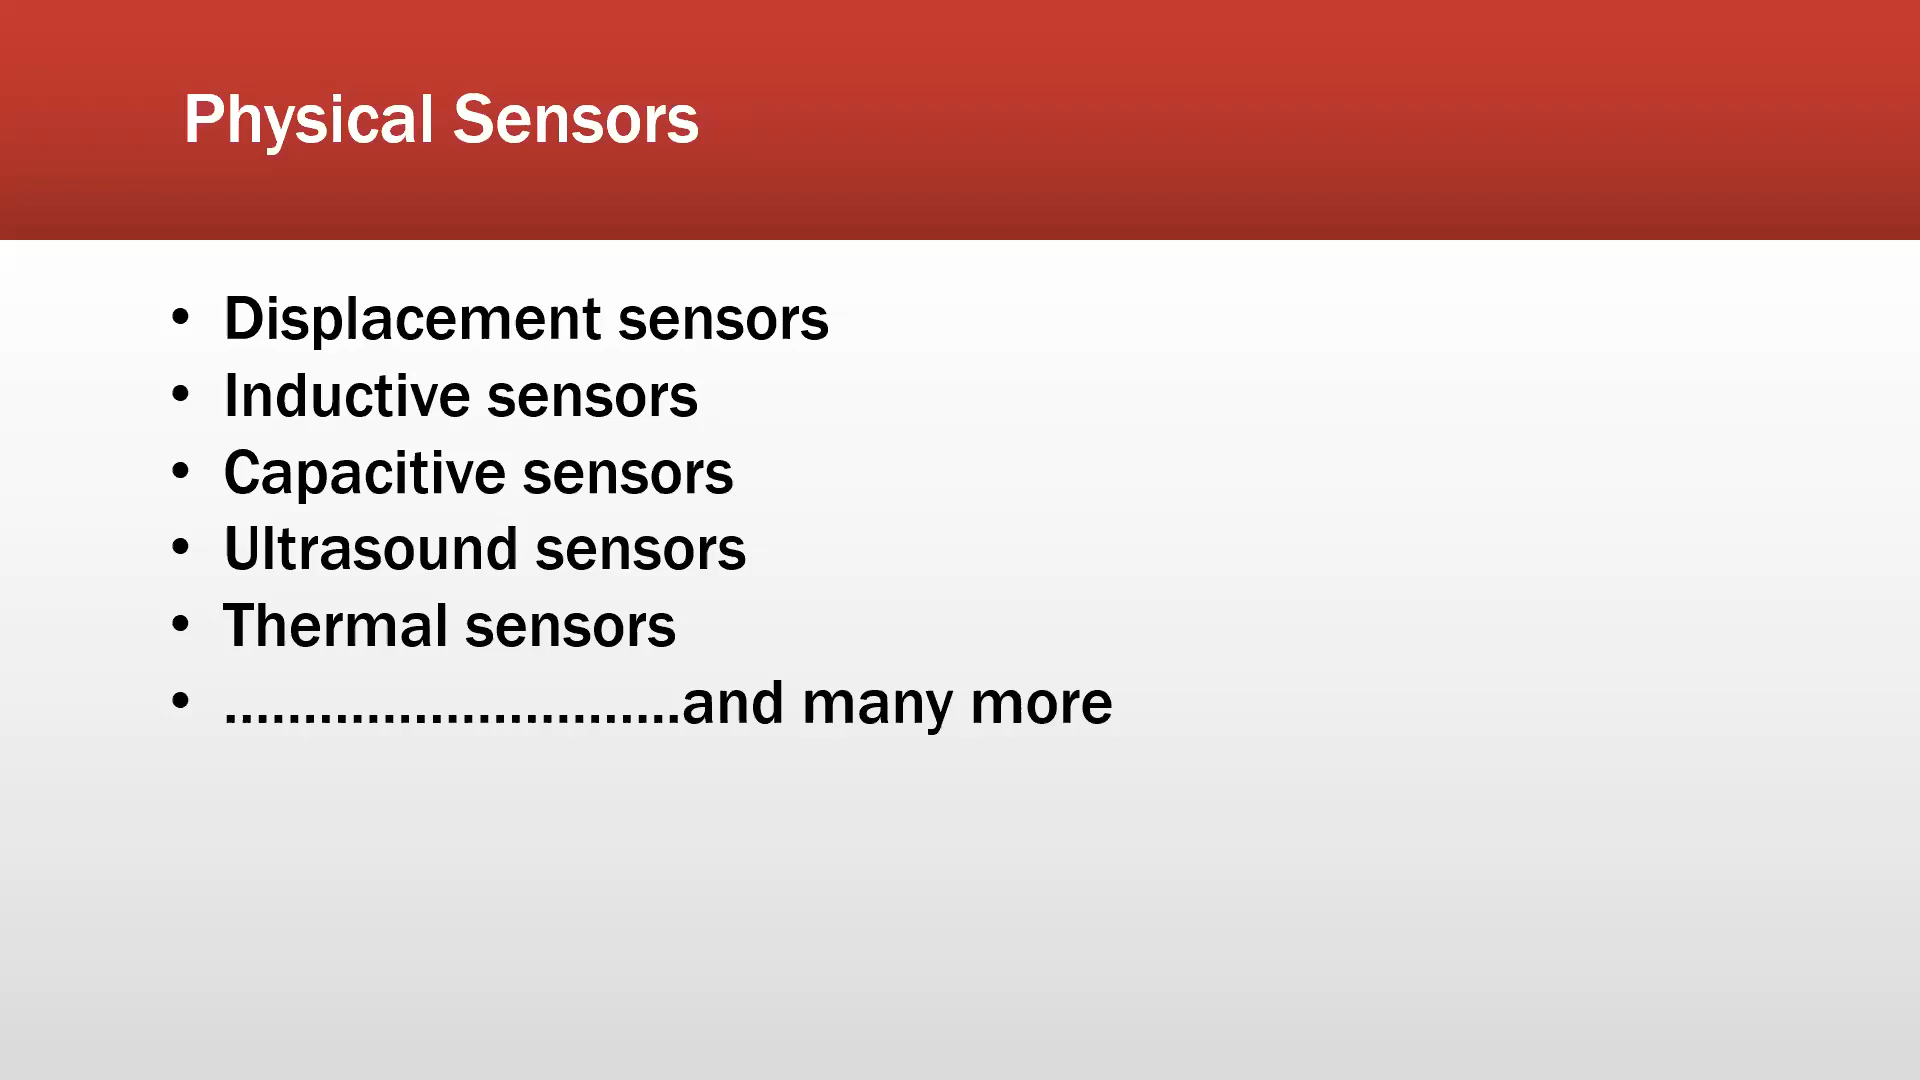 Physical Sensors
• Displacement sensors
• Inductive sensors
• Capacitive sensors
• Ultrasound sensors
• Thermal sensors
• .............................and many more